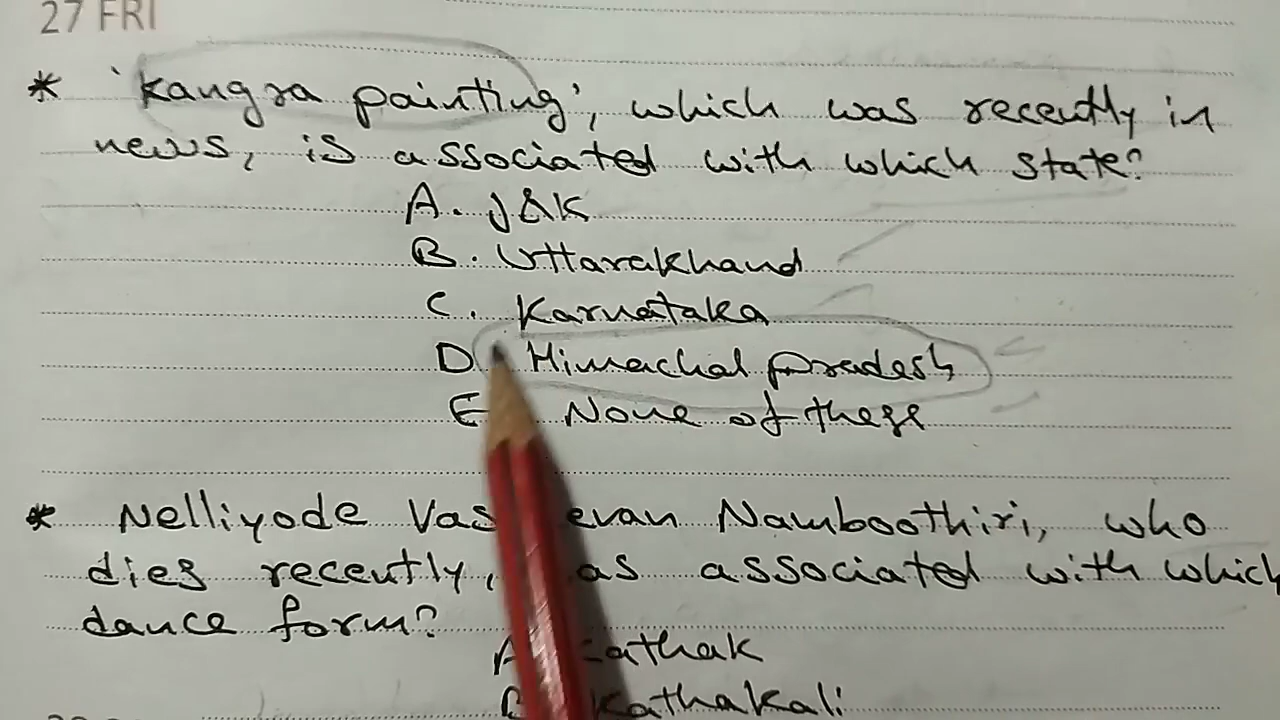 27 FRI
* 'Kangra painting', which was recently in
news, is associated with which state?
A. J&K
B. Uttarakhand
C. Karnataka
D. Himachal Pradesh
E. None of these
* Nelliyode Vas evan Namboothiri, who
dies recently, as associated with which
dance form?
athak
Kathakali